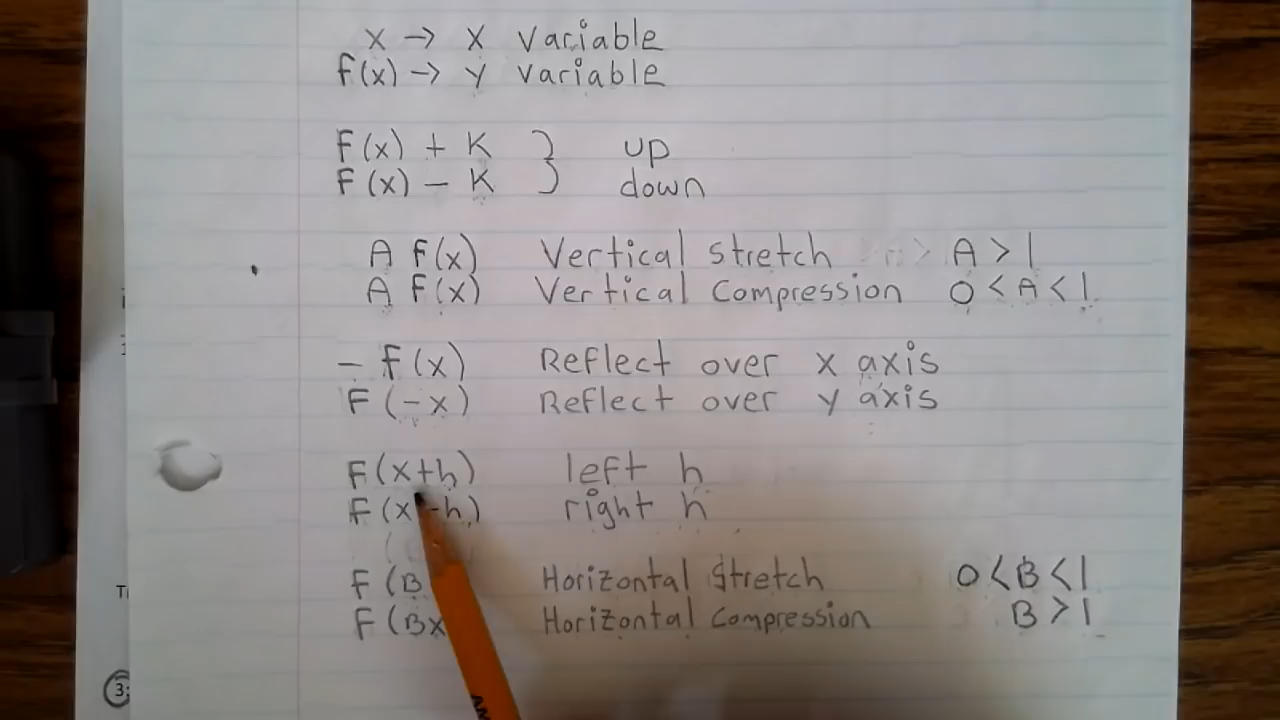 x → x variable
f(x) → y variable
F(x) + K } up
F(x) − K } down
A F(x) Vertical Stretch A > 1
A F(x) Vertical Compression 0 < A < 1
− F(x) Reflect over x axis
F(−x) Reflect over y axis
F(x+h) left h
F(x-h) right h
F(B Horizontal Stretch 0 < B < 1
F(Bx Horizontal Compression B > 1
3